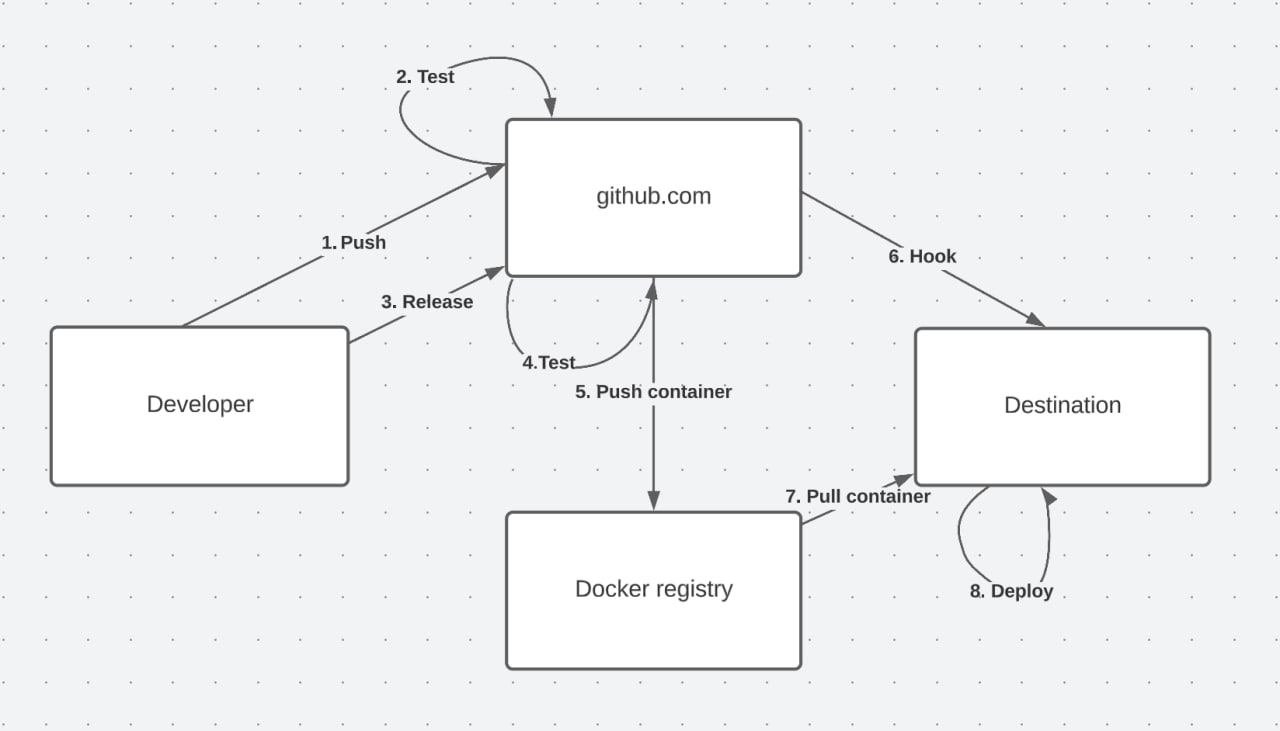 2. Test
github.com
1. Push
6. Hook
3. Release
4.Test
5. Push container
Developer
Destination
7. Pull container
Docker registry
8. Deploy